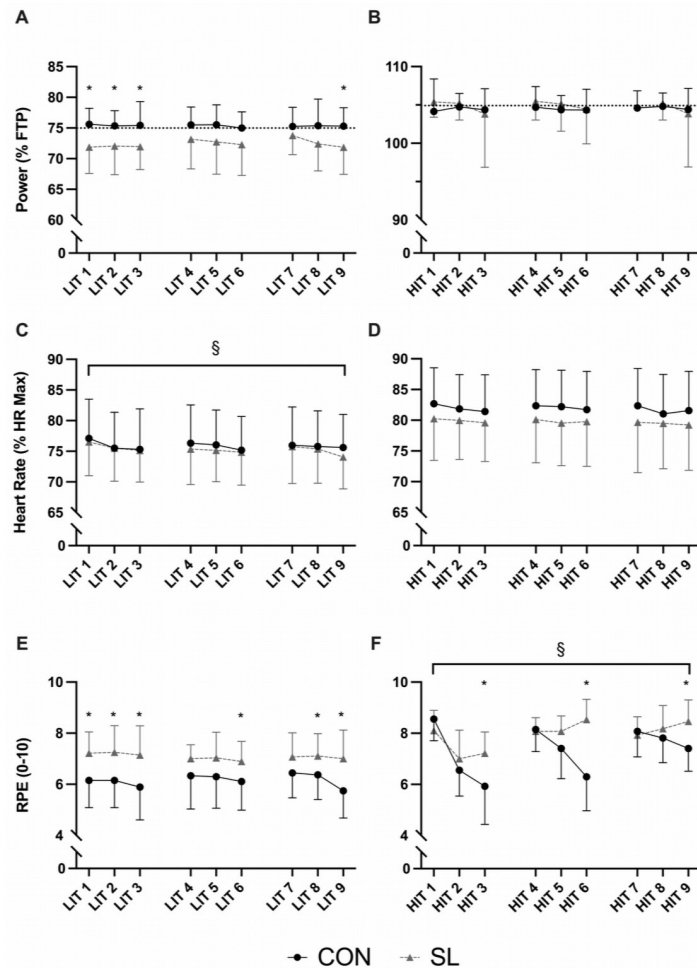 A
Power (% FTP)
85
80
75
70
65
60
0
* * * *
LIT 1 LIT 2 LIT 3 LIT 4 LIT 5 LIT 6 LIT 7 LIT 8 LIT 9
B
110
100
90
0
HIT 1 HIT 2 HIT 3 HIT 4 HIT 5 HIT 6 HIT 7 HIT 8 HIT 9
C
Heart Rate (% HR Max)
90
85
80
75
70
65
0
§
LIT 1 LIT 2 LIT 3 LIT 4 LIT 5 LIT 6 LIT 7 LIT 8 LIT 9
D
90
85
80
75
70
65
0
HIT 1 HIT 2 HIT 3 HIT 4 HIT 5 HIT 6 HIT 7 HIT 8 HIT 9
E
RPE (0-10)
10
8
6
4
0
* * * * * *
LIT 1 LIT 2 LIT 3 LIT 4 LIT 5 LIT 6 LIT 7 LIT 8 LIT 9
F
10
8
6
4
0
§
* * *
HIT 1 HIT 2 HIT 3 HIT 4 HIT 5 HIT 6 HIT 7 HIT 8 HIT 9
CON SL